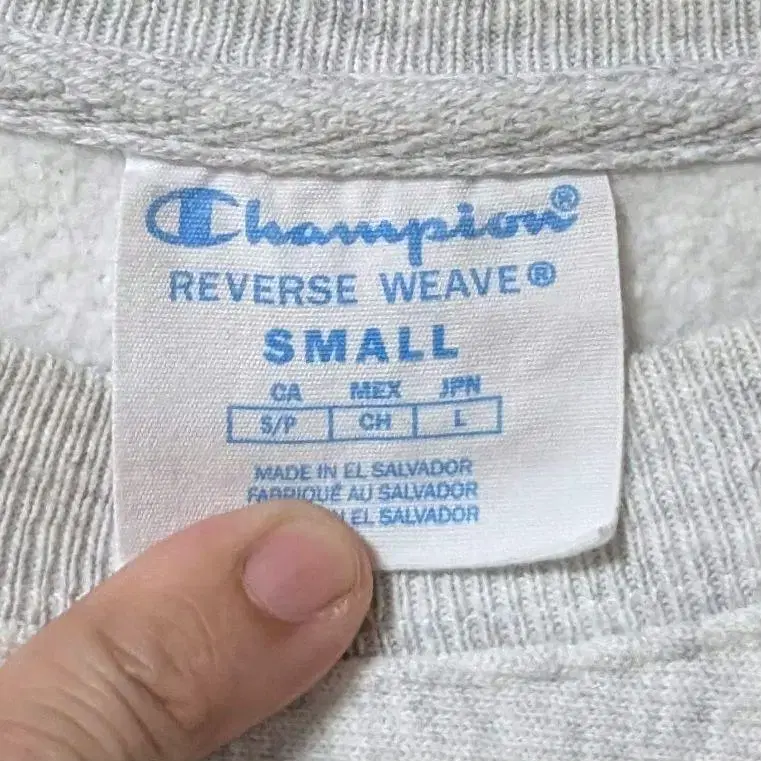 Champion®
REVERSE WEAVE®
SMALL
CA MEX JPN
S/P CH L
MADE IN EL SALVADOR
FABRIQUÉ AU SALVADOR
EL SALVADOR